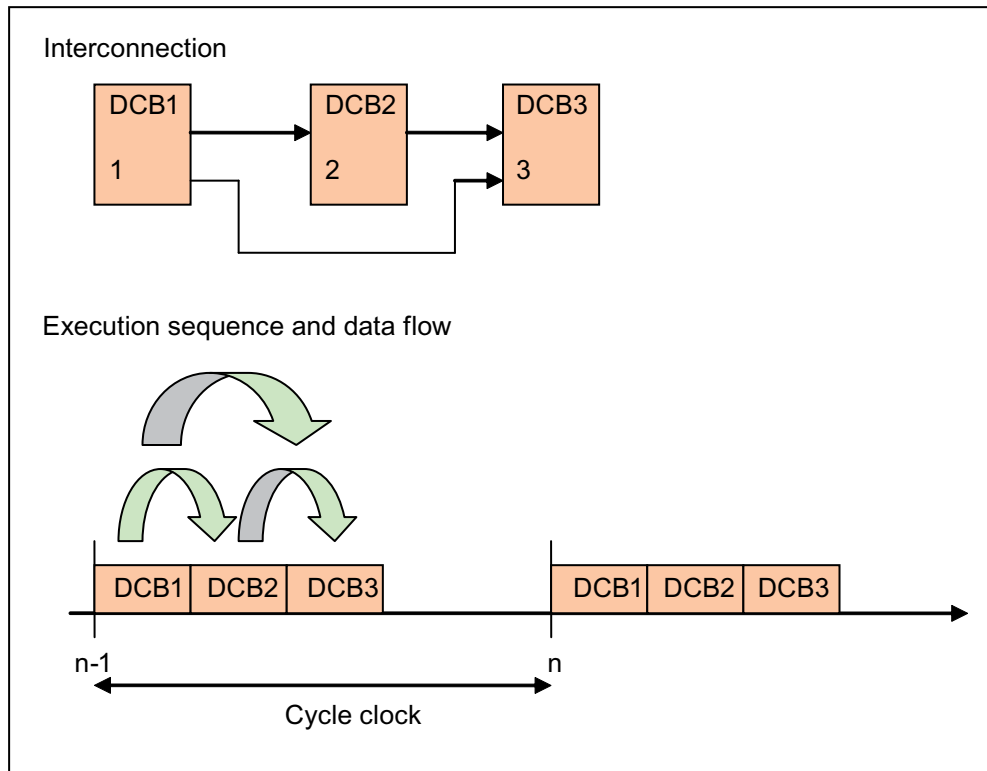 Interconnection
DCB1 DCB2 DCB3
1 2 3
Execution sequence and data flow
DCB1 DCB2 DCB3 DCB1 DCB2 DCB3
n-1 n
Cycle clock